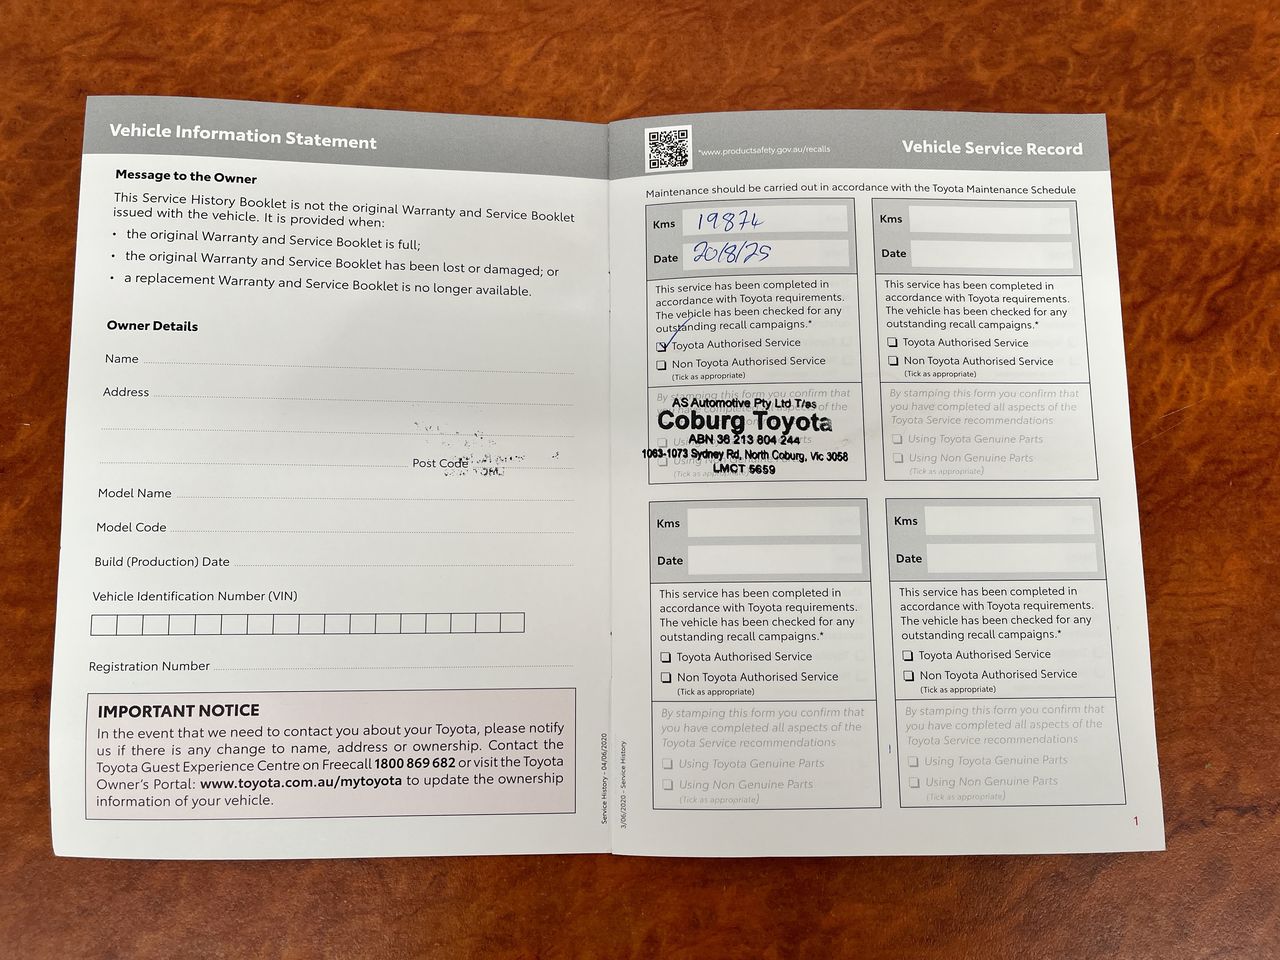 Vehicle Information Statement
Message to the Owner
This Service History Booklet is not the original Warranty and Service Booklet
issued with the vehicle. It is provided when:
• the original Warranty and Service Booklet is full;
• the original Warranty and Service Booklet has been lost or damaged; or
• a replacement Warranty and Service Booklet is no longer available.
Owner Details
Name
Address
Post Code
Model Name
Model Code
Build (Production) Date
Vehicle Identification Number (VIN)
Registration Number
IMPORTANT NOTICE
In the event that we need to contact you about your Toyota, please notify
us if there is any change to name, address or ownership. Contact the
Toyota Guest Experience Centre on Freecall 1800 869 682 or visit the Toyota
Owner's Portal: www.toyota.com.au/mytoyota to update the ownership
information of your vehicle.
Service History – 04/06/2020
3/06/2020 – Service History
*www.productsafety.gov.au/recalls
Vehicle Service Record
Maintenance should be carried out in accordance with the Toyota Maintenance Schedule
Kms 19874
Date 20/8/25
This service has been completed in
accordance with Toyota requirements.
The vehicle has been checked for any
outstanding recall campaigns.*
Toyota Authorised Service
Non Toyota Authorised Service
(Tick as appropriate)
By stamping this form you confirm that
you have completed all aspects of the
AS Automotive Pty Ltd T/as
Coburg Toyota
ABN 36 213 804 244
1063-1073 Sydney Rd, North Coburg, Vic 3058
LMCT 5659
(Tick as appropriate)
Kms
Date
This service has been completed in
accordance with Toyota requirements.
The vehicle has been checked for any
outstanding recall campaigns.*
Toyota Authorised Service
Non Toyota Authorised Service
(Tick as appropriate)
By stamping this form you confirm that
you have completed all aspects of the
Toyota Service recommendations
Using Toyota Genuine Parts
Using Non Genuine Parts
(Tick as appropriate)
Kms
Date
This service has been completed in
accordance with Toyota requirements.
The vehicle has been checked for any
outstanding recall campaigns.*
Toyota Authorised Service
Non Toyota Authorised Service
(Tick as appropriate)
By stamping this form you confirm that
you have completed all aspects of the
Toyota Service recommendations
Using Toyota Genuine Parts
Using Non Genuine Parts
(Tick as appropriate)
Kms
Date
This service has been completed in
accordance with Toyota requirements.
The vehicle has been checked for any
outstanding recall campaigns.*
Toyota Authorised Service
Non Toyota Authorised Service
(Tick as appropriate)
By stamping this form you confirm that
you have completed all aspects of the
Toyota Service recommendations
Using Toyota Genuine Parts
Using Non Genuine Parts
(Tick as appropriate)
1